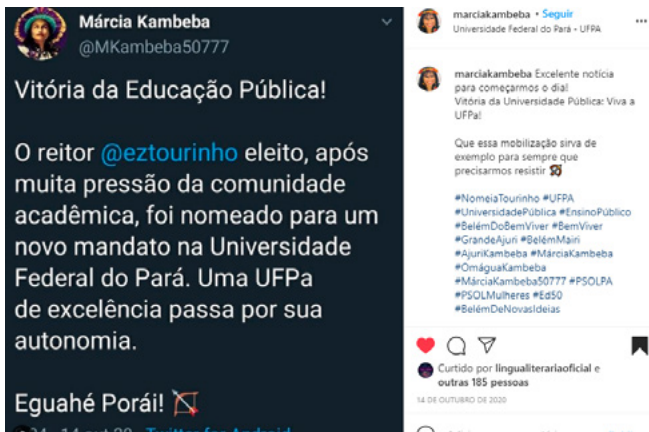 Márcia Kambeba
@MKambeba50777
Vitória da Educação Pública!
O reitor @eztourinho eleito, após
muita pressão da comunidade
acadêmica, foi nomeado para um
novo mandato na Universidade
Federal do Pará. Uma UFPa
de excelência passa por sua
autonomia.
Eguahé Porái!
marciakambeba • Seguir
Universidade Federal do Pará - UFPA
marciakambeba Excelente notícia
para começarmos o dia!
Vitória da Universidade Pública: Viva a
UFPa!
Que essa mobilização sirva de
exemplo para sempre que
precisarmos resistir
#NomeiaTourinho #UFPA
#UniversidadePública #EnsinoPúblico
#BelémDoBemViver #BemViver
#GrandeAjuri #BelémMairi
#AjuriKambeba #MárciaKambeba
#OmáguaKambeba
#MárciaKambeba50777 #PSOLPA
#PSOLMulheres #Ed50
#BelémDeNovasIdeias
Curtido por lingualiterariaoficial e
outras 185 pessoas
14 DE OUTUBRO DE 2020